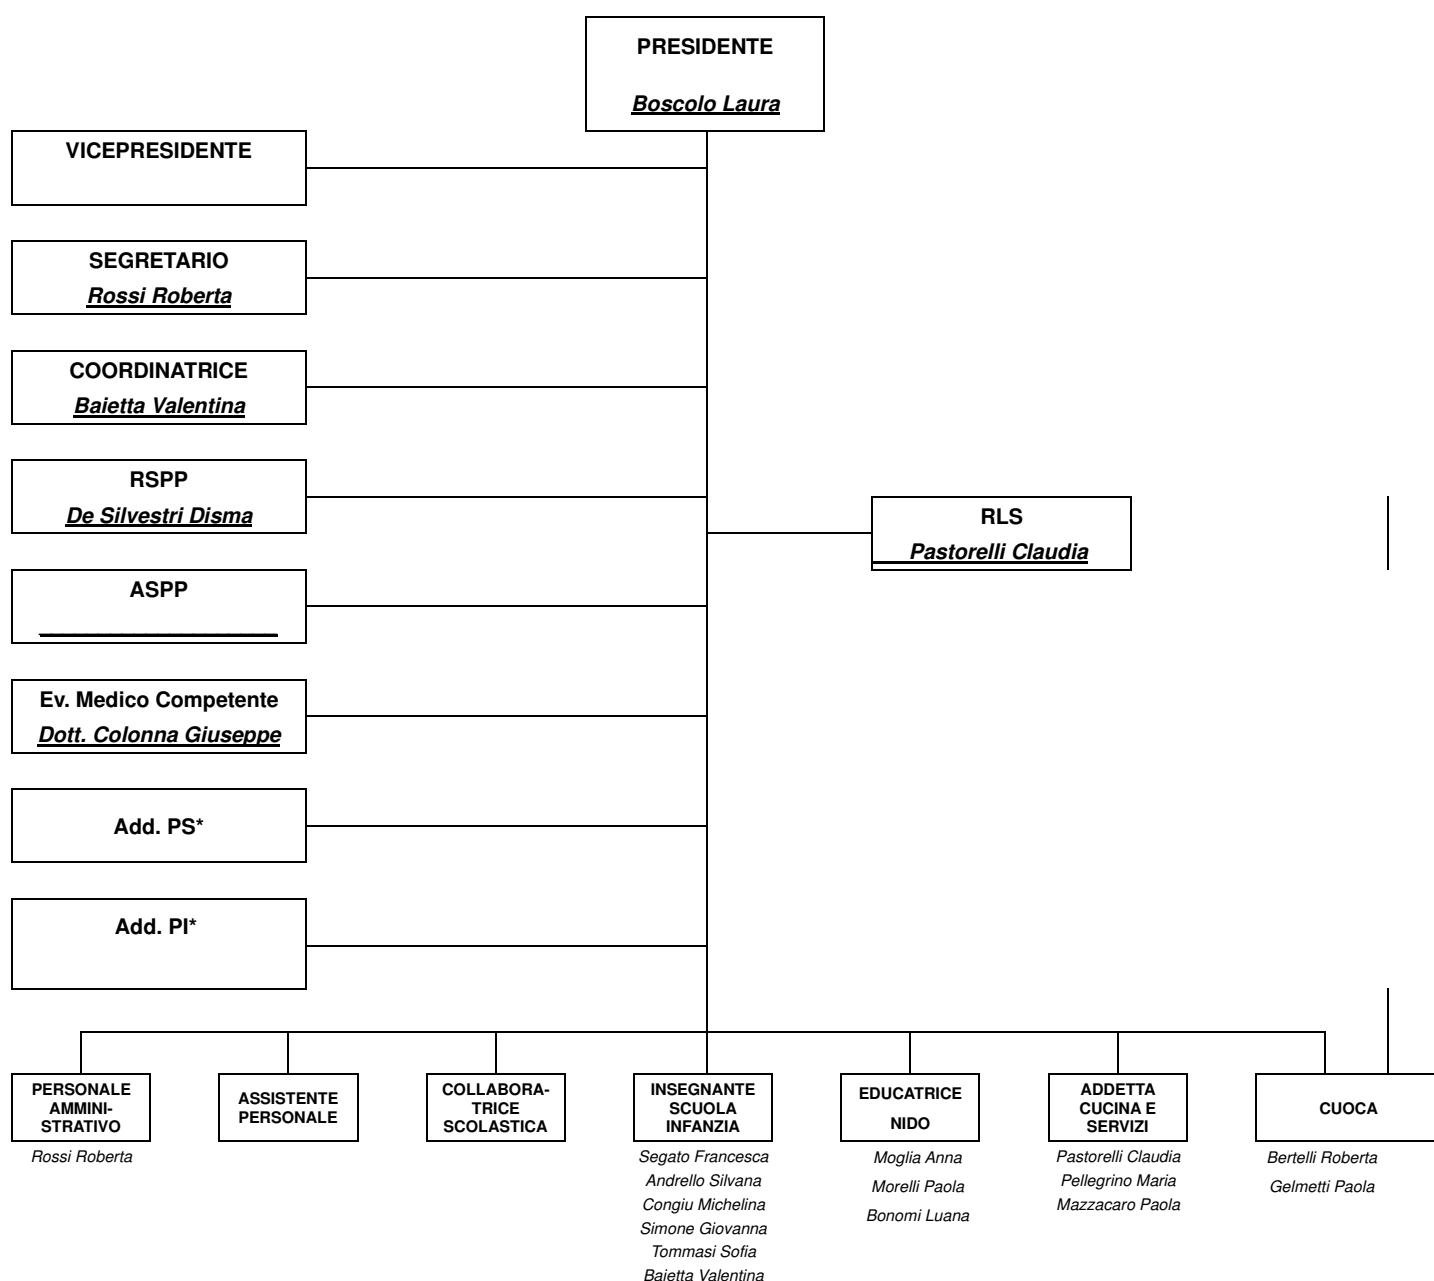 PRESIDENTE
Boscolo Laura
VICEPRESIDENTE
SEGRETARIO
Rossi Roberta
COORDINATRICE
Baietta Valentina
RSPP
De Silvestri Disma
RLS
Pastorelli Claudia
ASPP
Ev. Medico Competente
Dott. Colonna Giuseppe
Add. PS*
Add. PI*
PERSONALE
AMMINI-
STRATIVO
Rossi Roberta
ASSISTENTE
PERSONALE
COLLABORA-
TRICE
SCOLASTICA
INSEGNANTE
SCUOLA
INFANZIA
Segato Francesca
Andrello Silvana
Congiu Michelina
Simone Giovanna
Tommasi Sofia
Baietta Valentina
EDUCATRICE
NIDO
Moglia Anna
Morelli Paola
Bonomi Luana
ADDETTA
CUCINA E
SERVIZI
Pastorelli Claudia
Pellegrino Maria
Mazzacaro Paola
CUOCA
Bertelli Roberta
Gelmetti Paola